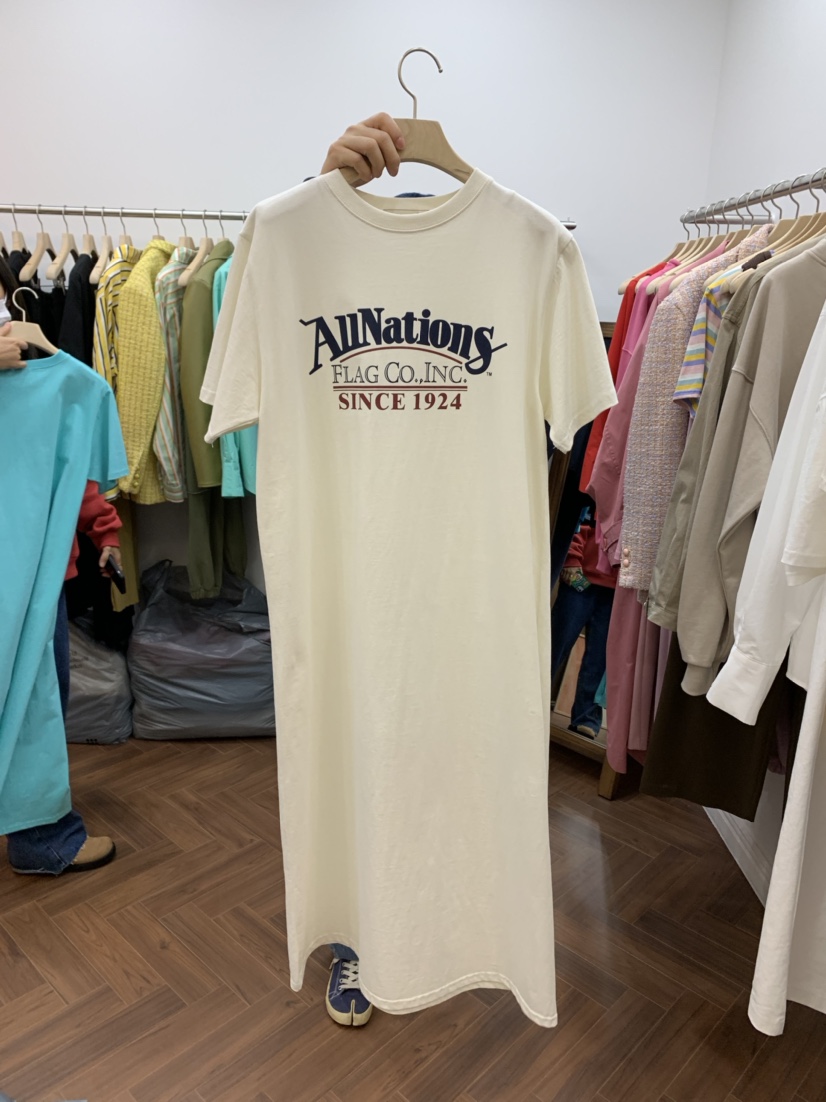 AllNations
FLAG CO., INC.
SINCE 1924